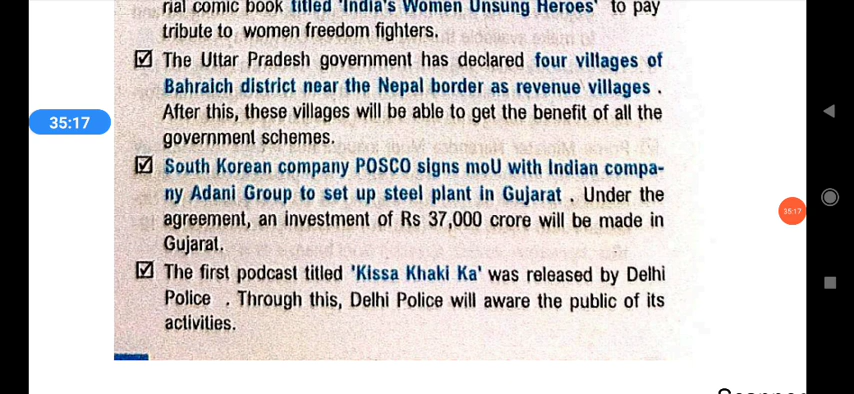 rial comic book titled 'India's Women Unsung Heroes' to pay
tribute to women freedom fighters.
The Uttar Pradesh government has declared four villages of
Bahraich district near the Nepal border as revenue villages .
After this, these villages will be able to get the benefit of all the
government schemes.
35:17
South Korean company POSCO signs moU with Indian compa-
ny Adani Group to set up steel plant in Gujarat . Under the
agreement, an investment of Rs 37,000 crore will be made in
Gujarat.
35:17
The first podcast titled 'Kissa Khaki Ka' was released by Delhi
Police . Through this, Delhi Police will aware the public of its
activities.